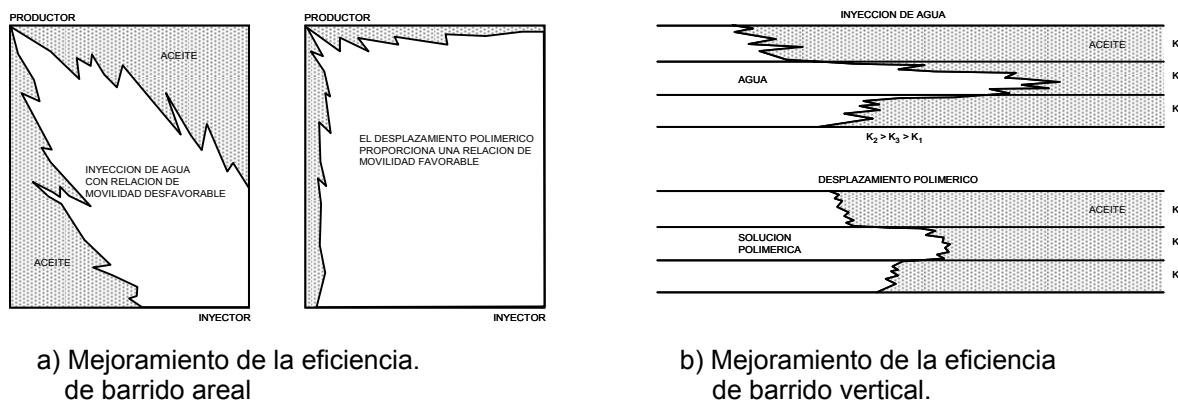 PRODUCTOR
ACEITE
INYECCION DE AGUA
CON RELACION DE
MOVILIDAD DESFAVORABLE
ACEITE
INYECTOR
PRODUCTOR
EL DESPLAZAMIENTO POLIMERICO
PROPORCIONA UNA RELACION DE
MOVILIDAD FAVORABLE
INYECTOR
a) Mejoramiento de la eficiencia.
de barrido areal
INYECCION DE AGUA
ACEITE
K
AGUA
K
K
K2 > K3 > K1
DESPLAZAMIENTO POLIMERICO
ACEITE
K
SOLUCION
POLIMERICA
K
K
b) Mejoramiento de la eficiencia
de barrido vertical.